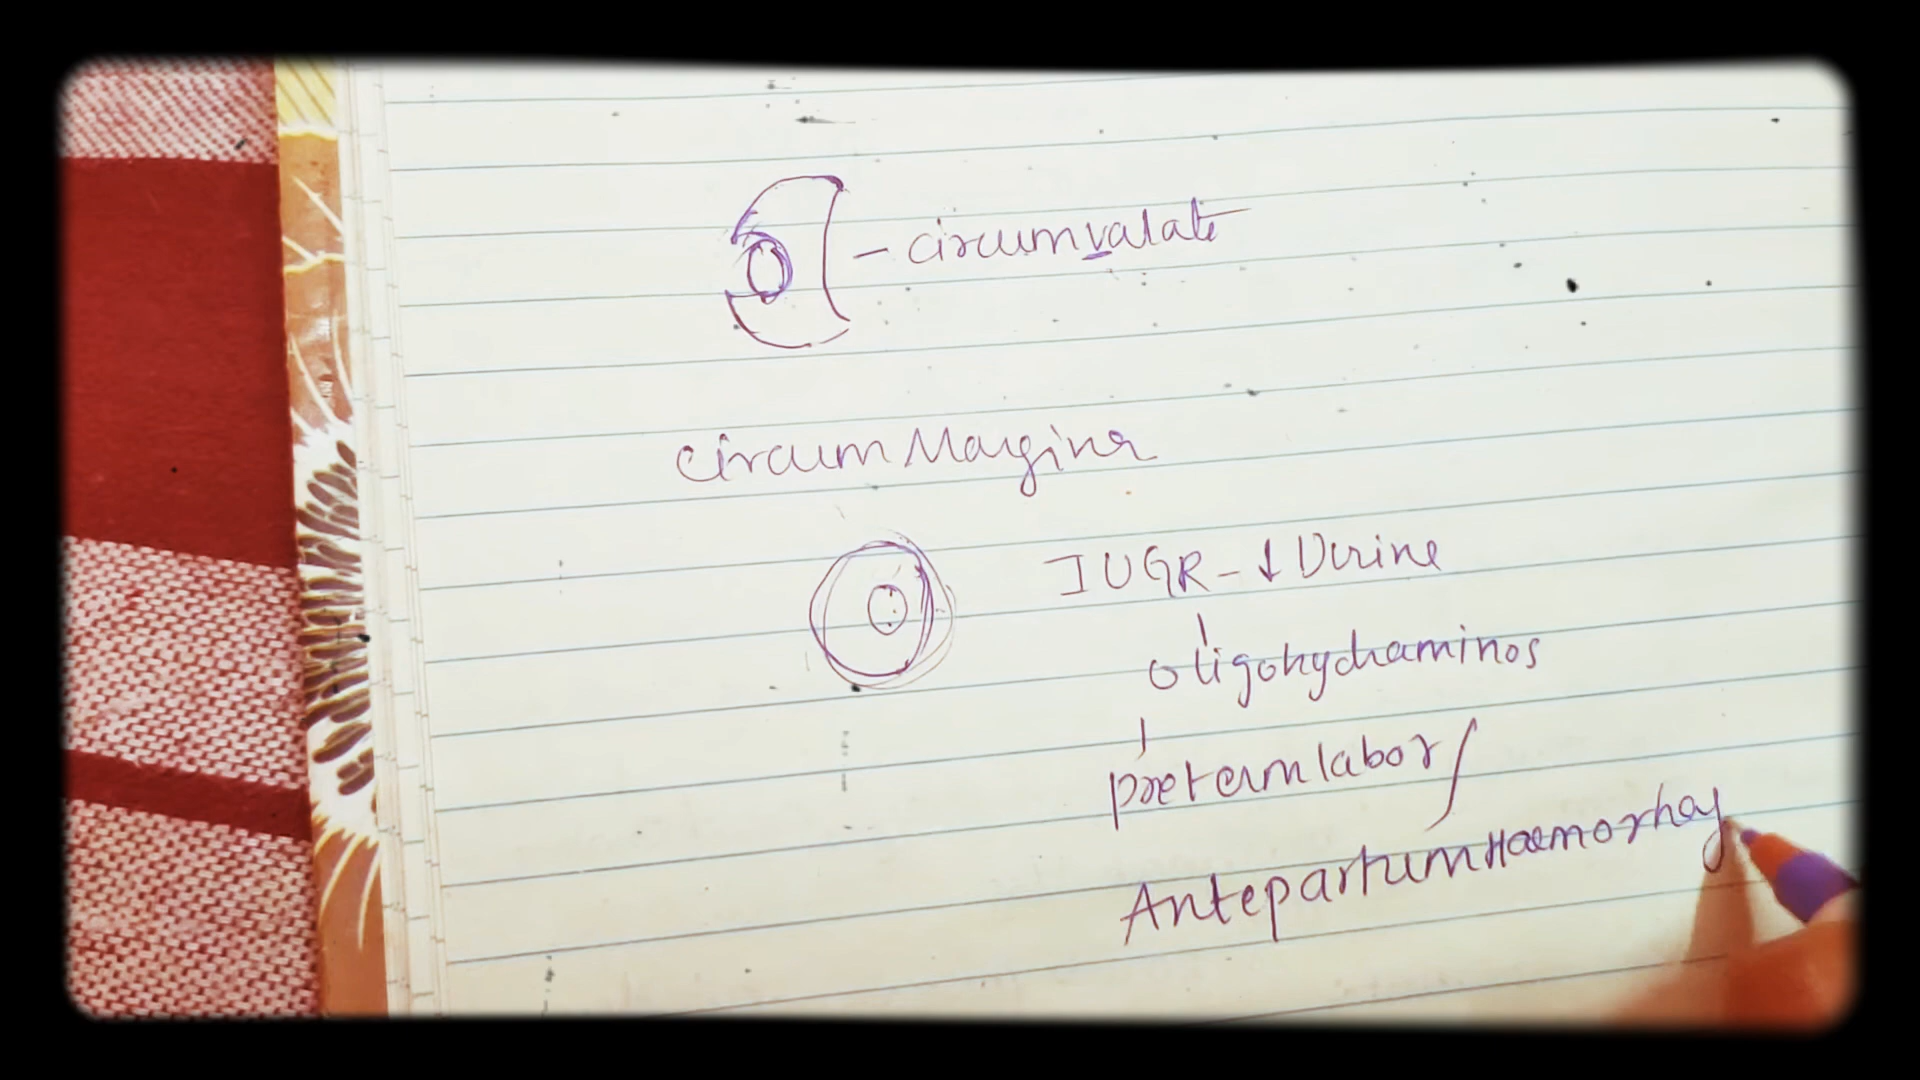 - circumvalate
Circum Margina
IUGR - ↓ Urine
oligohydraminos
preterm labor
Antepartum Haemorrhag